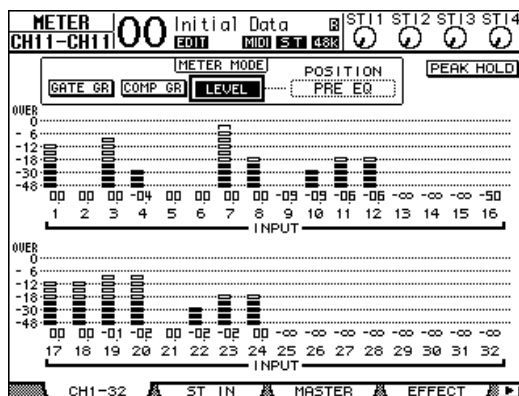 METER
CH11-CH11
00
Initial Data
EDIT MIDI ST 48k
STI1 STI2 STI3 STI4
METER MODE
GATE GR COMP GR LEVEL
POSITION
PRE EQ
PEAK HOLD
OVER
0
-6
-12
-18
-30
-48
00 00 00 -04 00 00 00 00 -09 -09 -06 -06 -∞ -∞ -∞ -50
1 2 3 4 5 6 7 8 9 10 11 12 13 14 15 16
INPUT
OVER
0
-6
-12
-18
-30
-48
00 00 -01 -02 00 -02 -02 00 -∞ -∞ -∞ -∞ -∞ -∞ -∞ -∞
17 18 19 20 21 22 23 24 25 26 27 28 29 30 31 32
INPUT
CH1-32 ST IN MASTER EFFECT